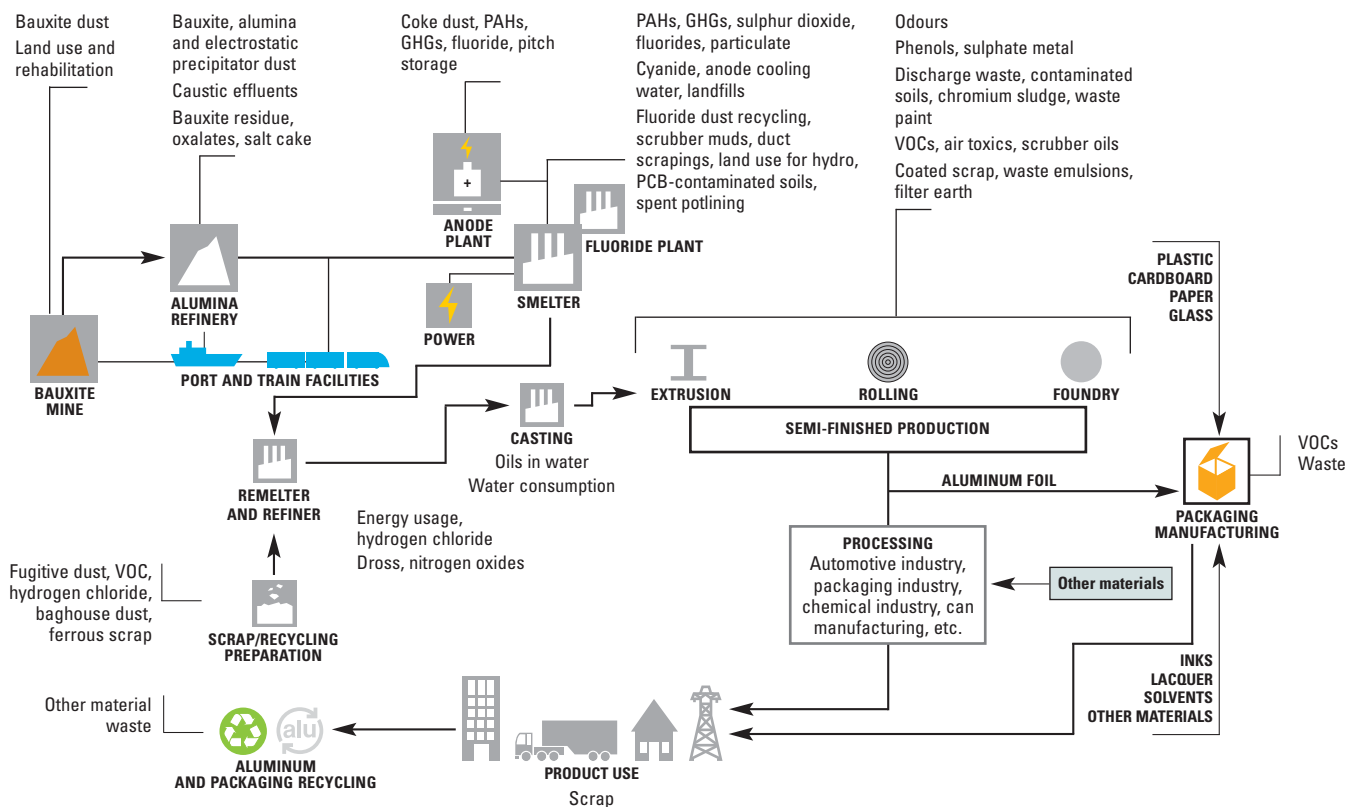 Bauxite dust
Land use and
rehabilitation
Bauxite, alumina
and electrostatic
precipitator dust
Caustic effluents
Bauxite residue,
oxalates, salt cake
Coke dust, PAHs,
GHGs, fluoride, pitch
storage
PAHs, GHGs, sulphur dioxide,
fluorides, particulate
Cyanide, anode cooling
water, landfills
Fluoride dust recycling,
scrubber muds, duct
scrapings, land use for hydro,
PCB-contaminated soils,
spent potlining
Odours
Phenols, sulphate metal
Discharge waste, contaminated
soils, chromium sludge, waste
paint
VOCs, air toxics, scrubber oils
Coated scrap, waste emulsions,
filter earth
+
ANODE
PLANT
FLUORIDE PLANT
SMELTER
POWER
ALUMINA
REFINERY
PORT AND TRAIN FACILITIES
BAUXITE
MINE
PLASTIC
CARDBOARD
PAPER
GLASS
EXTRUSION
ROLLING
FOUNDRY
SEMI-FINISHED PRODUCTION
CASTING
Oils in water
Water consumption
REMELTER
AND REFINER
Energy usage,
hydrogen chloride
Dross, nitrogen oxides
ALUMINUM FOIL
VOCs
Waste
PACKAGING
MANUFACTURING
PROCESSING
Automotive industry,
packaging industry,
chemical industry, can
manufacturing, etc.
Other materials
Fugitive dust, VOC,
hydrogen chloride,
baghouse dust,
ferrous scrap
SCRAP/RECYCLING
PREPARATION
INKS
LACQUER
SOLVENTS
OTHER MATERIALS
Other material
waste
alu
ALUMINUM
AND PACKAGING RECYCLING
PRODUCT USE
Scrap